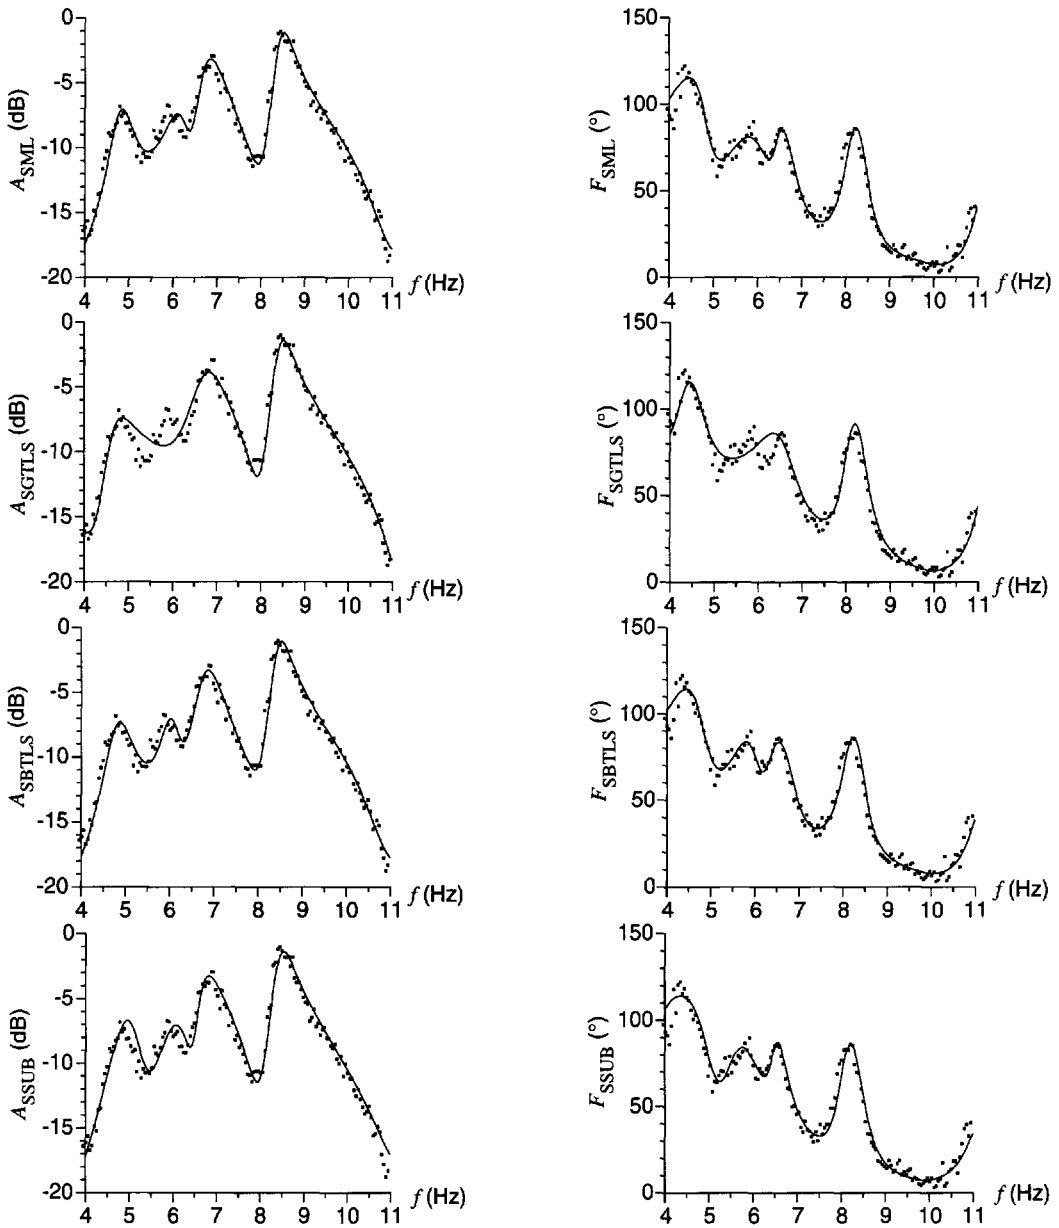 0
-5
-10
-15
-20
A_SML (dB)
4 5 6 7 8 9 10 11
f (Hz)
150
100
50
0
F_SML (°)
4 5 6 7 8 9 10 11
f (Hz)
0
-5
-10
-15
-20
A_SGTLS (dB)
4 5 6 7 8 9 10 11
f (Hz)
150
100
50
0
F_SGTLS (°)
4 5 6 7 8 9 10 11
f (Hz)
0
-5
-10
-15
-20
A_SBTLS (dB)
4 5 6 7 8 9 10 11
f (Hz)
150
100
50
0
F_SBTLS (°)
4 5 6 7 8 9 10 11
f (Hz)
0
-5
-10
-15
-20
A_SSUB (dB)
4 5 6 7 8 9 10 11
f (Hz)
150
100
50
0
F_SSUB (°)
4 5 6 7 8 9 10 11
f (Hz)